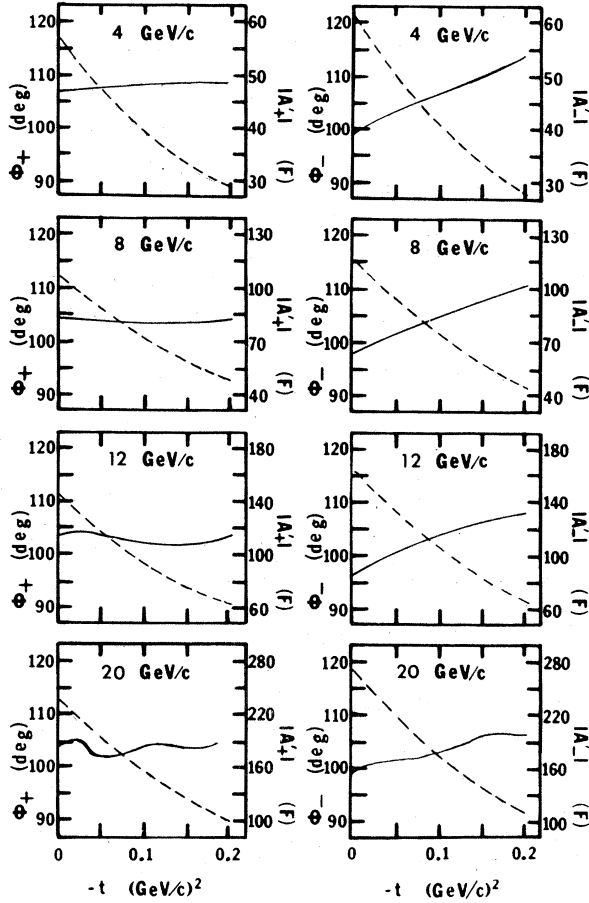 4 GeV/c
120
110
100
90
Φ+ (deg)
60
50
40
30
|A'+| (F)
4 GeV/c
120
110
100
90
Φ− (deg)
60
50
40
30
|A'−| (F)
8 GeV/c
120
110
100
90
Φ+ (deg)
130
100
70
40
|A'+| (F)
8 GeV/c
120
110
100
90
Φ− (deg)
130
100
70
40
|A'−| (F)
12 GeV/c
120
110
100
90
Φ+ (deg)
180
140
100
60
|A'+| (F)
12 GeV/c
120
110
100
90
Φ− (deg)
180
140
100
60
|A'−| (F)
20 GeV/c
120
110
100
90
Φ+ (deg)
280
220
160
100
|A'+| (F)
20 GeV/c
120
110
100
90
Φ− (deg)
280
220
160
100
|A'−| (F)
0 0.1 0.2
0 0.1 0.2
-t (GeV/c)²
-t (GeV/c)²